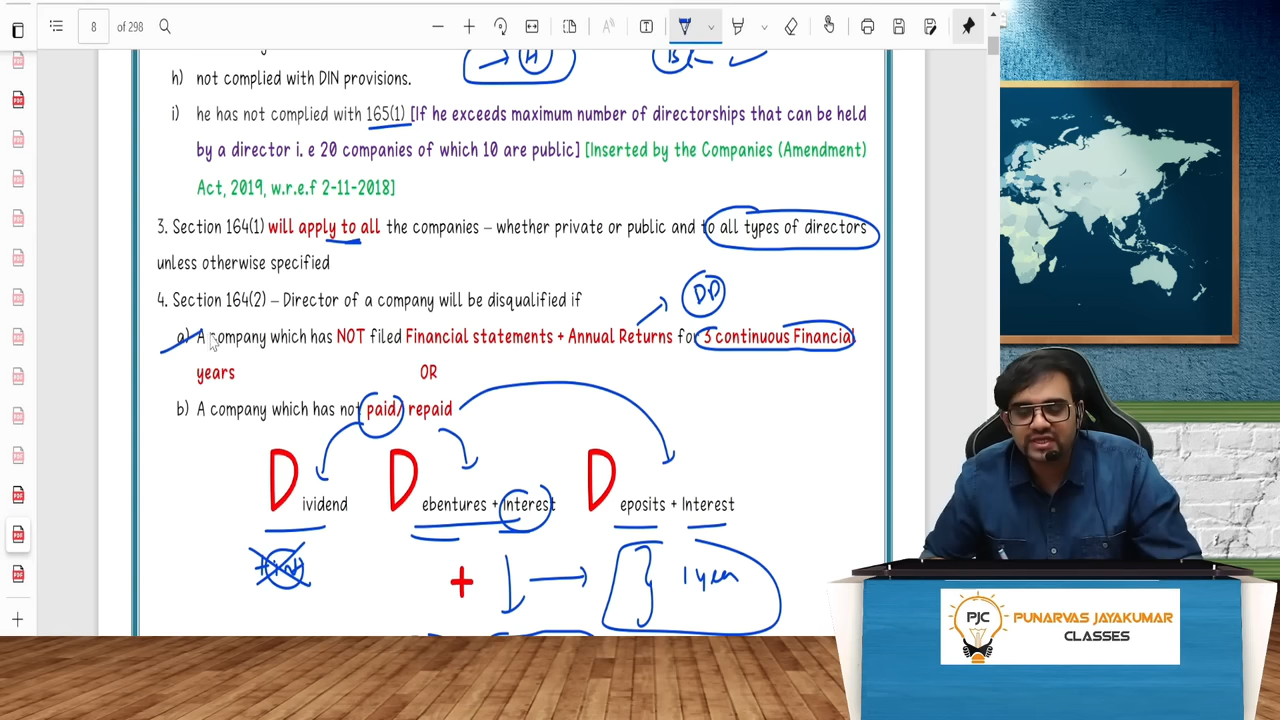 8 of 298
h) not complied with DIN provisions.
i) he has not complied with 165(1) [If he exceeds maximum number of directorships that can be held
by a director i. e 20 companies of which 10 are public] [Inserted by the Companies (Amendment)
Act, 2019, w.r.e.f 2-11-2018]
3. Section 164(1) will apply to all the companies – whether private or public and to all types of directors
unless otherwise specified
4. Section 164(2) – Director of a company will be disqualified if
DD
a) A company which has NOT filed Financial statements + Annual Returns for 3 continuous Financial
years OR
b) A company which has not paid/ repaid
Dividend Debentures + Interest Deposits + Interest
+ 1 year
PJC PUNARVAS JAYAKUMAR
CLASSES